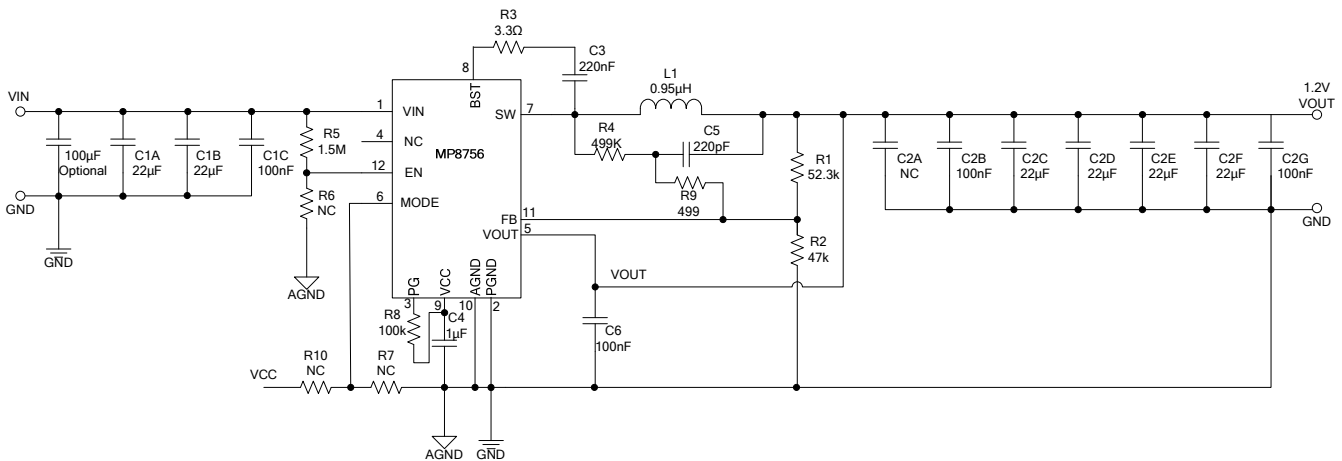 R3
3.3Ω
C3
220nF
8
BST
L1
0.95µH
1.2V
VOUT
VIN
1
VIN
SW
7
R5
1.5M
4
NC
MP8756
R4
499K
C5
220pF
100µF
Optional
C1A
22µF
C1B
22µF
C1C
100nF
12
EN
R1
52.3k
C2A
NC
C2B
100nF
C2C
22µF
C2D
22µF
C2E
22µF
C2F
22µF
C2G
100nF
GND
R6
NC
6
MODE
R9
499
FB
11
VOUT
5
R2
47k
GND
GND
AGND
PG
VCC
AGND
PGND
VOUT
3
9
10
2
R8
100k
C4
1µF
C6
100nF
VCC
R10
NC
R7
NC
AGND
GND